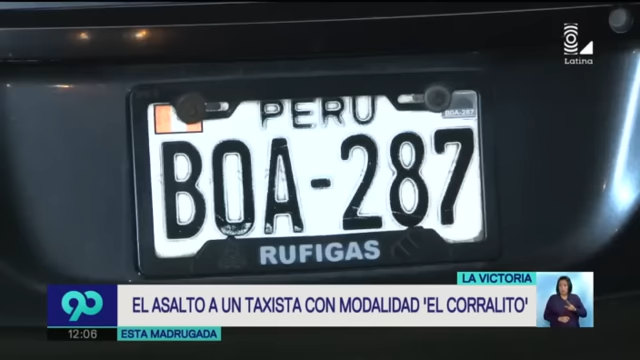 Latina
PERU
BOA-287
BOA-287
RUFIGAS
LA VICTORIA
90
EL ASALTO A UN TAXISTA CON MODALIDAD 'EL CORRALITO'
12:06
ESTA MADRUGADA